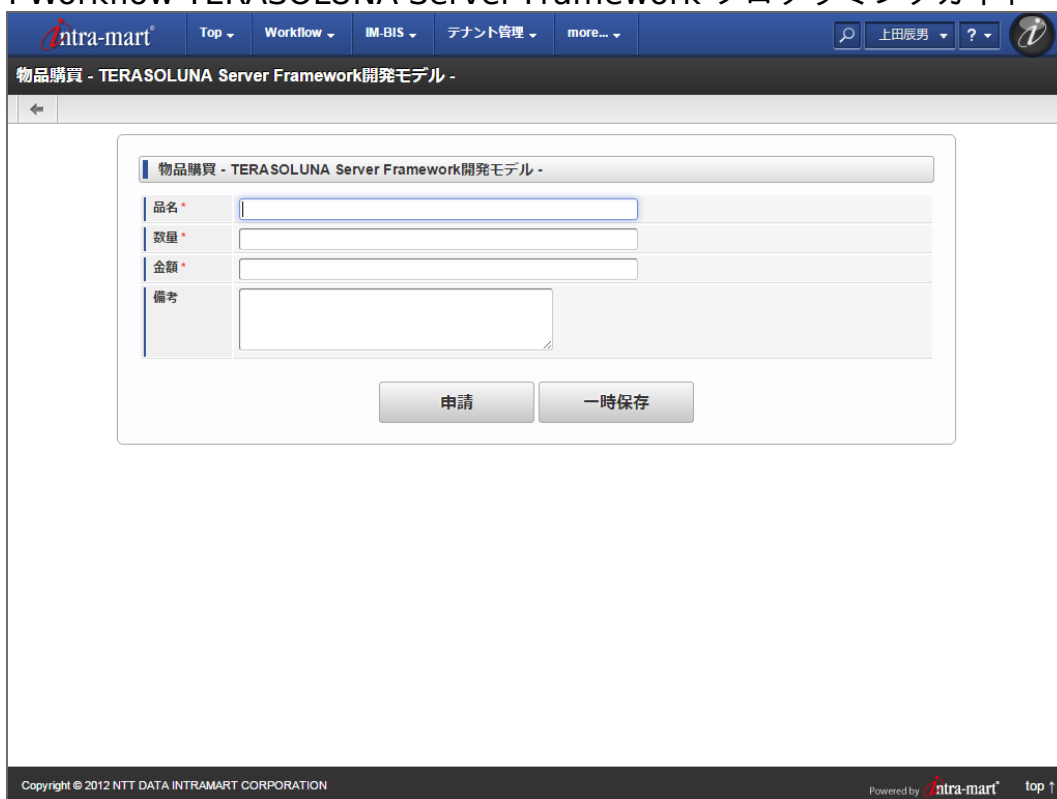 Workflow TERASOLUNA Server Framework プログラミングガイド
intra-mart Top Workflow IM-BIS テナント管理 more... 上田辰男 ?
物品購買 - TERASOLUNA Server Framework開発モデル -
物品購買 - TERASOLUNA Server Framework開発モデル -
品名 *
数量 *
金額 *
備考
申請 一時保存
Copyright © 2012 NTT DATA INTRAMART CORPORATION Powered by intra-mart top ↑